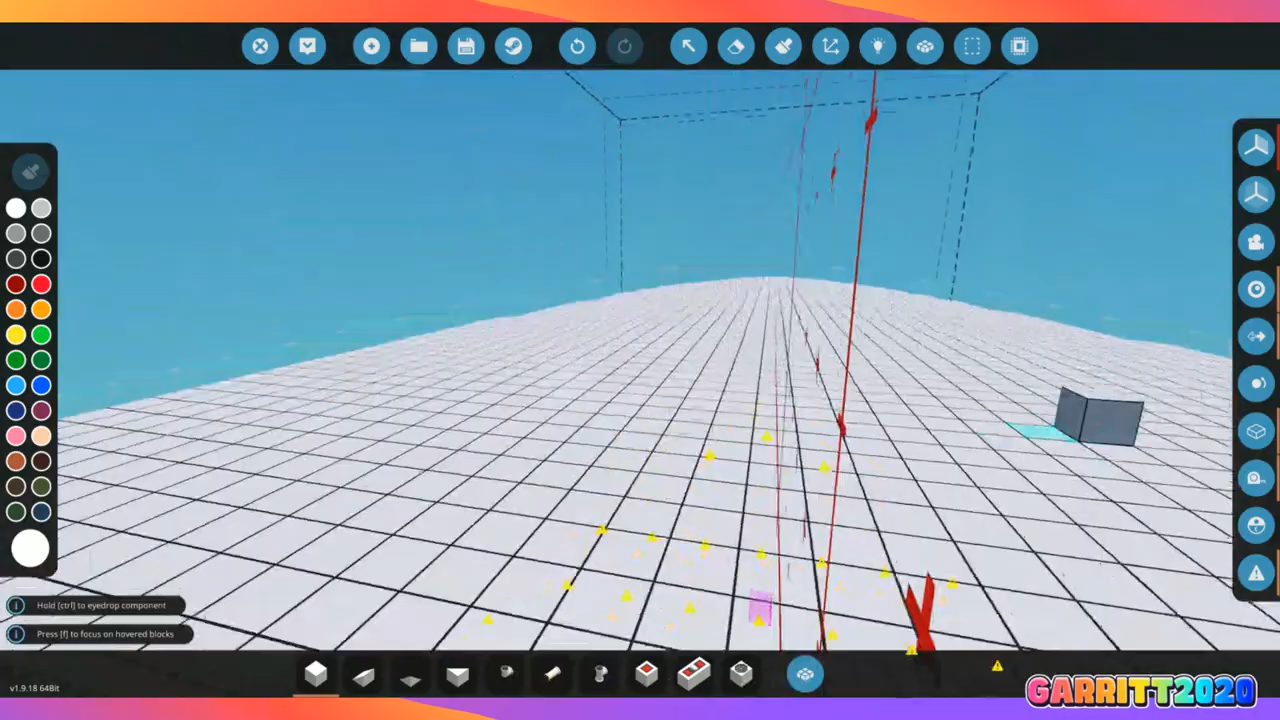 Hold [ctrl] to eyedrop component
Press [f] to focus on hovered blocks
v1.9.18 64Bit
GARRITT2020